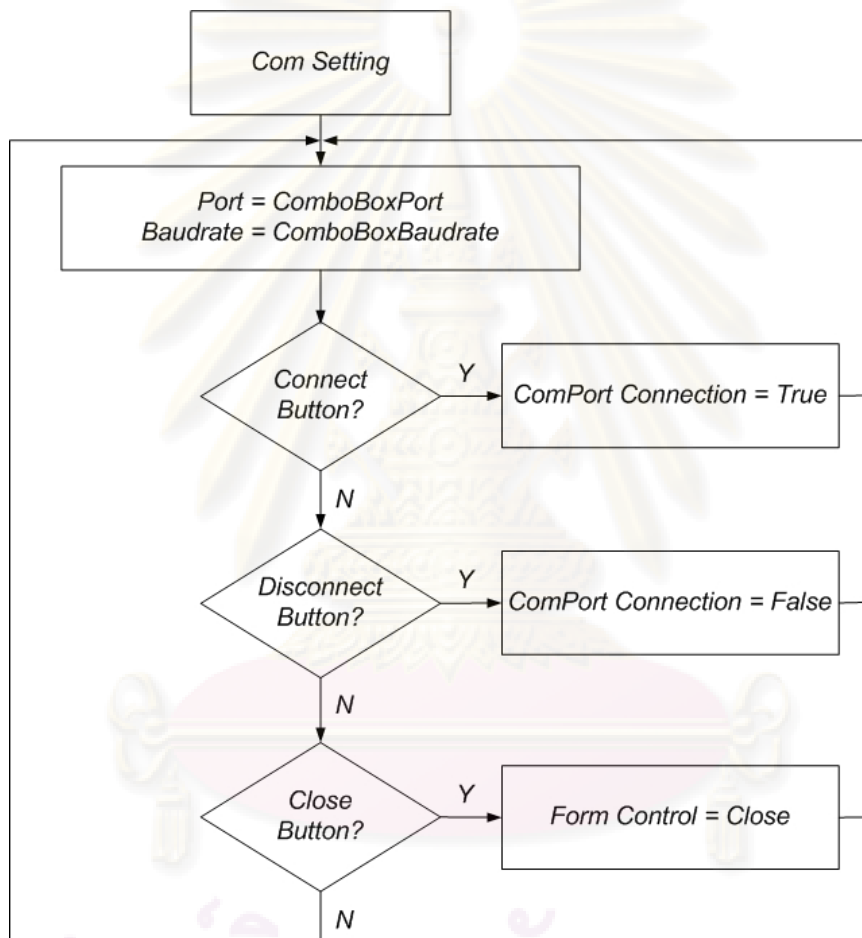 Com Setting
Port = ComboBoxPort
Baudrate = ComboBoxBaudrate
Connect
Button?
Y
ComPort Connection = True
N
Disconnect
Button?
Y
ComPort Connection = False
N
Close
Button?
Y
Form Control = Close
N